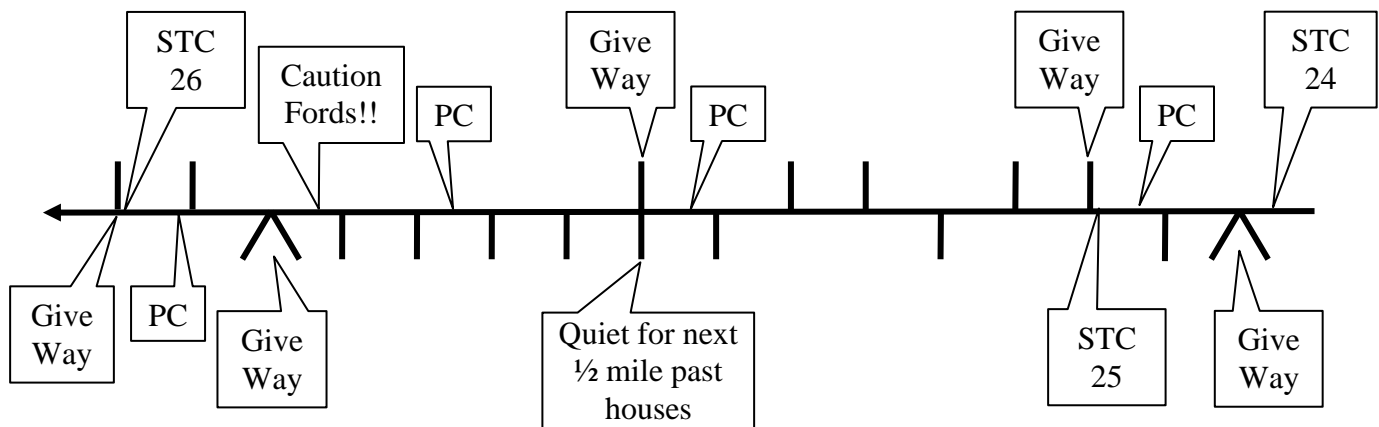 STC
26
Caution
Fords!!
PC
Give
Way
PC
Give
Way
PC
STC
24
Give
Way
PC
Give
Way
Quiet for next
½ mile past
houses
STC
25
Give
Way